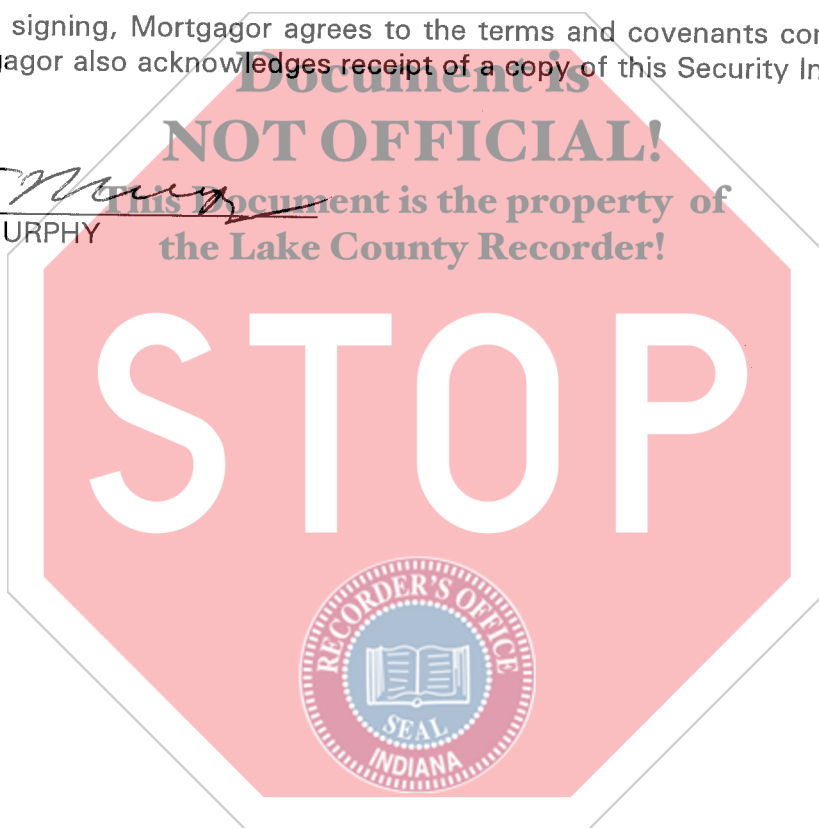 signing, Mortgagor agrees to the terms and covenants con
gagor also acknowledges receipt of a copy of this Security In
Document is
NOT OFFICIAL!
This Document is the property of
the Lake County Recorder!
URPHY
STOP
RECORDER'S OFFICE
SEAL
INDIANA